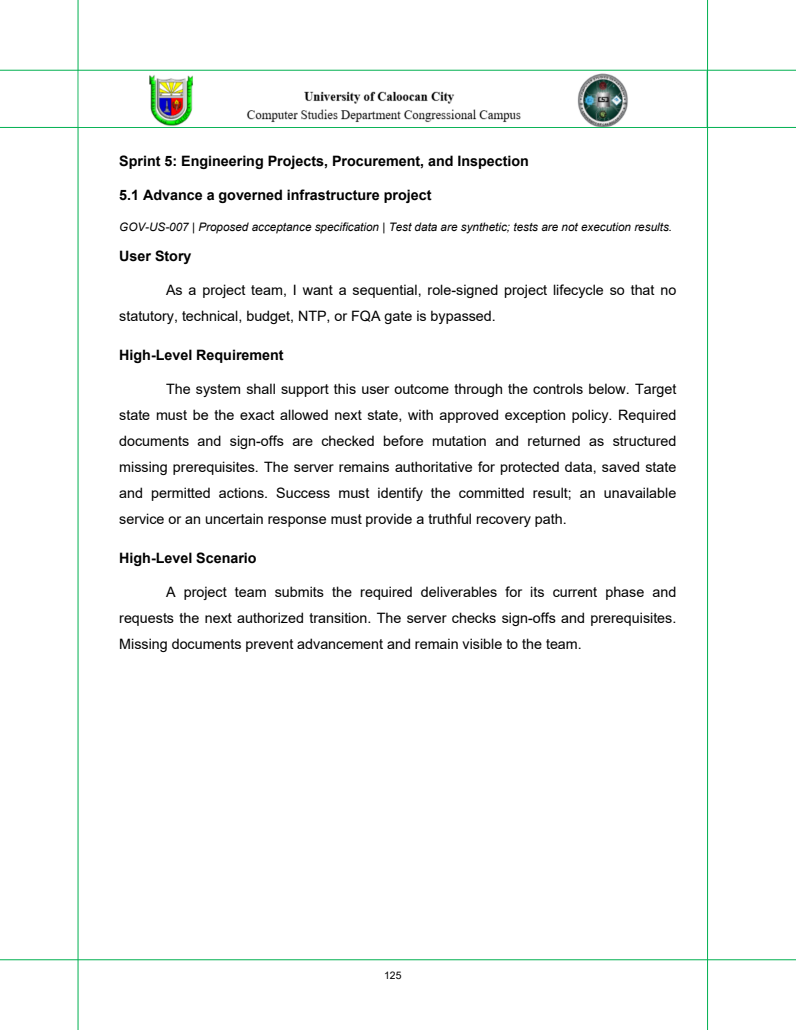 University of Caloocan City
Computer Studies Department Congressional Campus
Sprint 5: Engineering Projects, Procurement, and Inspection
5.1 Advance a governed infrastructure project
GOV-US-007 | Proposed acceptance specification | Test data are synthetic; tests are not execution results.
User Story
As a project team, I want a sequential, role-signed project lifecycle so that no
statutory, technical, budget, NTP, or FQA gate is bypassed.
High-Level Requirement
The system shall support this user outcome through the controls below. Target
state must be the exact allowed next state, with approved exception policy. Required
documents and sign-offs are checked before mutation and returned as structured
missing prerequisites. The server remains authoritative for protected data, saved state
and permitted actions. Success must identify the committed result; an unavailable
service or an uncertain response must provide a truthful recovery path.
High-Level Scenario
A project team submits the required deliverables for its current phase and
requests the next authorized transition. The server checks sign-offs and prerequisites.
Missing documents prevent advancement and remain visible to the team.
125